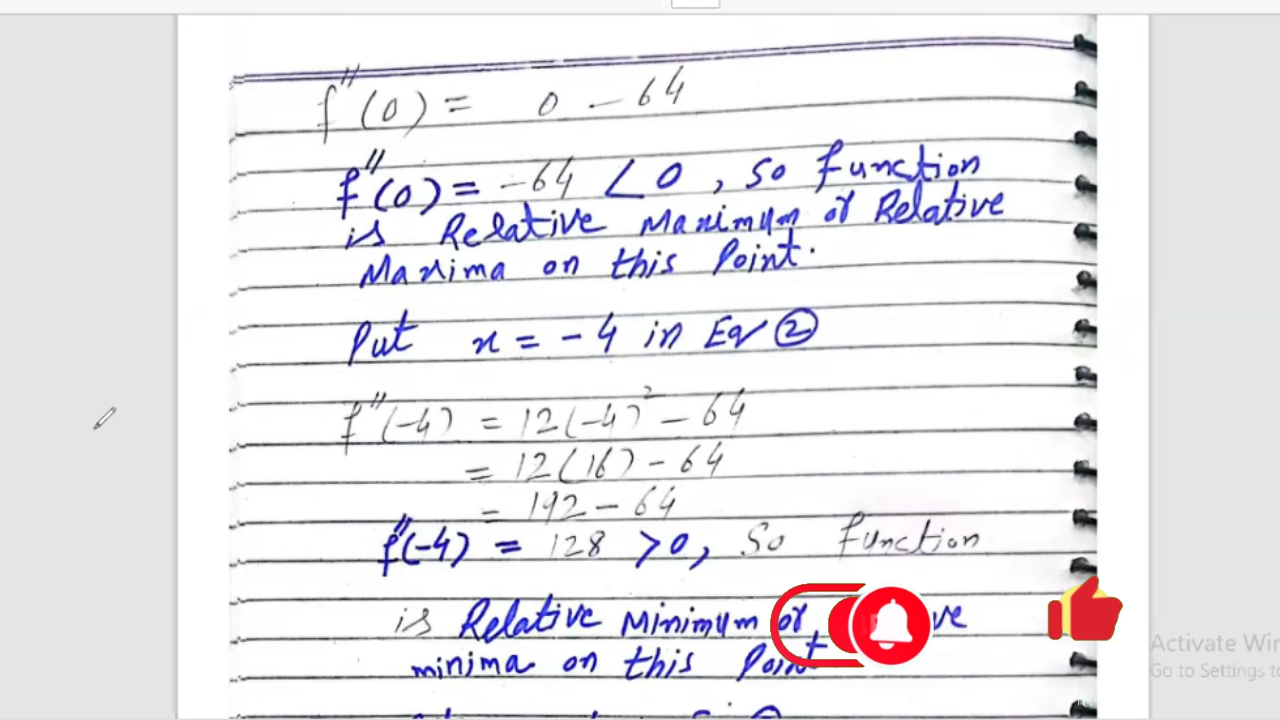 f''(0) = 0 - 64
f''(0) = -64 < 0, so function
is Relative Maximum or Relative
Maxima on this Point.
Put x = -4 in Eq ②
f''(-4) = 12(-4)² - 64
= 12(16) - 64
= 192 - 64
f''(-4) = 128 > 0, So function
is Relative Minimum or
minima on this Point
Activate Win
Go to Settings to